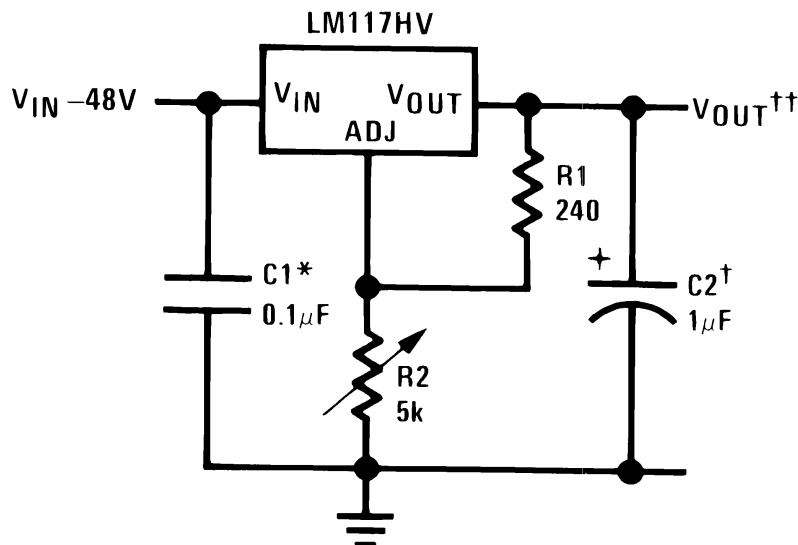 LM117HV
VIN –48V
VIN
VOUT
ADJ
VOUT††
R1
240
C1*
0.1μF
+
C2†
1μF
R2
5k